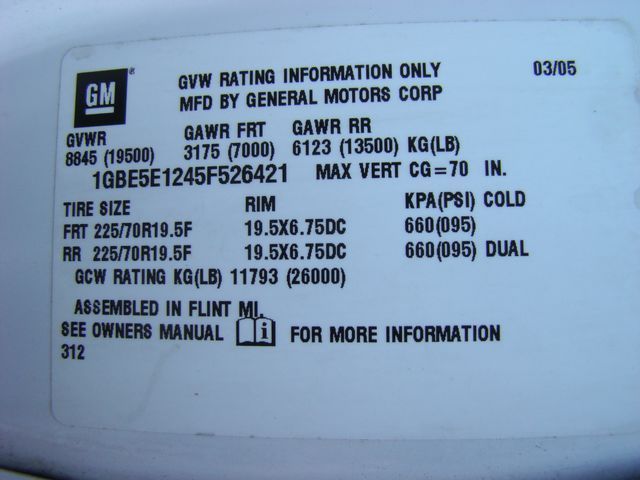 GM ®
GVW RATING INFORMATION ONLY 03/05
MFD BY GENERAL MOTORS CORP
GVWR GAWR FRT GAWR RR
8845 (19500) 3175 (7000) 6123 (13500) KG(LB)
1GBE5E1245F526421 MAX VERT CG=70 IN.
TIRE SIZE RIM KPA(PSI) COLD
FRT 225/70R19.5F 19.5X6.75DC 660(095)
RR 225/70R19.5F 19.5X6.75DC 660(095) DUAL
GCW RATING KG(LB) 11793 (26000)
ASSEMBLED IN FLINT MI.
SEE OWNERS MANUAL i FOR MORE INFORMATION
312